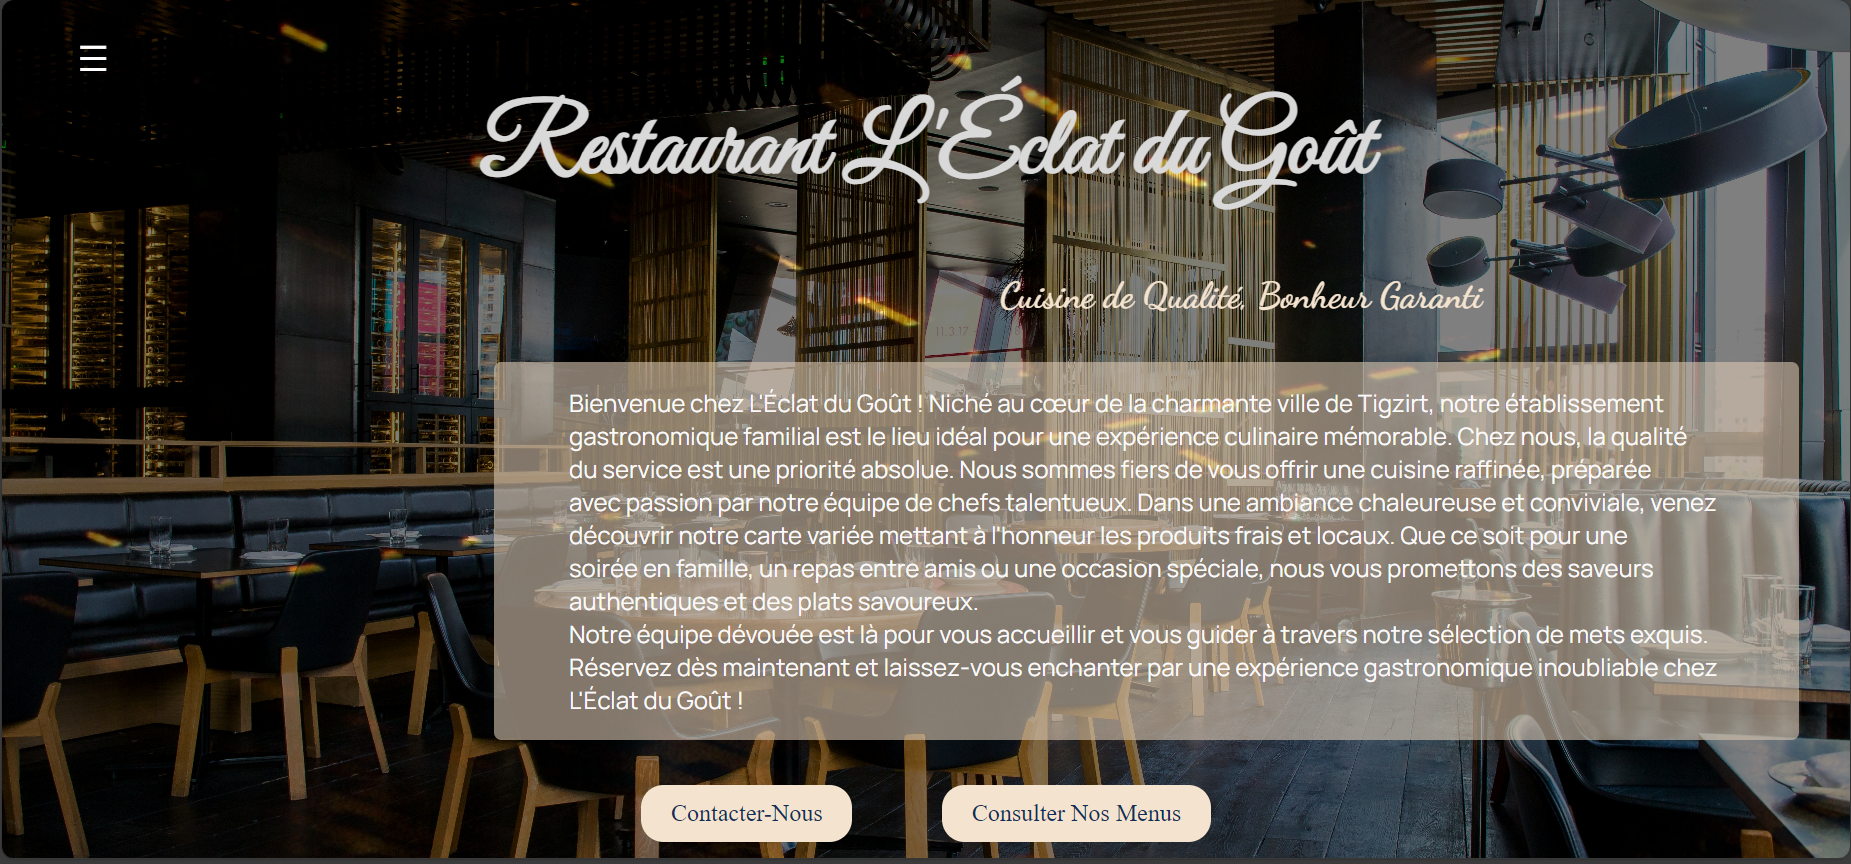 Restaurant L'Éclat du Goût
Cuisine de Qualité, Bonheur Garanti
11.3.17
Bienvenue chez L'Éclat du Goût ! Niché au cœur de la charmante ville de Tigzirt, notre établissement
gastronomique familial est le lieu idéal pour une expérience culinaire mémorable. Chez nous, la qualité
du service est une priorité absolue. Nous sommes fiers de vous offrir une cuisine raffinée, préparée
avec passion par notre équipe de chefs talentueux. Dans une ambiance chaleureuse et conviviale, venez
découvrir notre carte variée mettant à l'honneur les produits frais et locaux. Que ce soit pour une
soirée en famille, un repas entre amis ou une occasion spéciale, nous vous promettons des saveurs
authentiques et des plats savoureux.
Notre équipe dévouée est là pour vous accueillir et vous guider à travers notre sélection de mets exquis.
Réservez dès maintenant et laissez-vous enchanter par une expérience gastronomique inoubliable chez
L'Éclat du Goût !
Contacter-Nous
Consulter Nos Menus